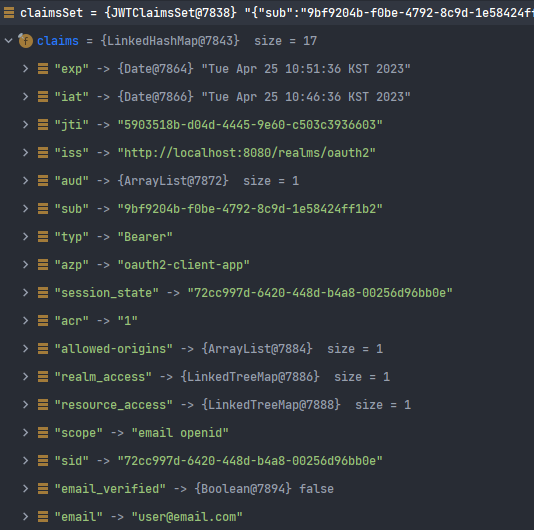 claimsSet = {JWTClaimsSet@7838} "{"sub":"9bf9204b-f0be-4792-8c9d-1e58424ff
f claims = {LinkedHashMap@7843} size = 17
"exp" -> {Date@7864} "Tue Apr 25 10:51:36 KST 2023"
"iat" -> {Date@7866} "Tue Apr 25 10:46:36 KST 2023"
"jti" -> "5903518b-d04d-4445-9e60-c503c3936603"
"iss" -> "http://localhost:8080/realms/oauth2"
"aud" -> {ArrayList@7872} size = 1
"sub" -> "9bf9204b-f0be-4792-8c9d-1e58424ff1b2"
"typ" -> "Bearer"
"azp" -> "oauth2-client-app"
"session_state" -> "72cc997d-6420-448d-b4a8-00256d96bb0e"
"acr" -> "1"
"allowed-origins" -> {ArrayList@7884} size = 1
"realm_access" -> {LinkedTreeMap@7886} size = 1
"resource_access" -> {LinkedTreeMap@7888} size = 1
"scope" -> "email openid"
"sid" -> "72cc997d-6420-448d-b4a8-00256d96bb0e"
"email_verified" -> {Boolean@7894} false
"email" -> "user@email.com"